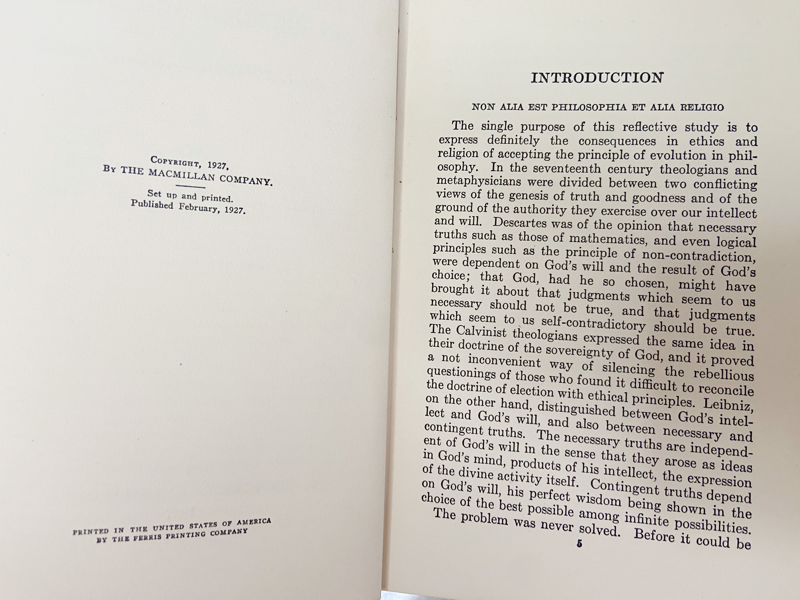 COPYRIGHT, 1927,
BY THE MACMILLAN COMPANY.
Set up and printed.
Published February, 1927.
PRINTED IN THE UNITED STATES OF AMERICA
BY THE FERRIS PRINTING COMPANY
INTRODUCTION
NON ALIA EST PHILOSOPHIA ET ALIA RELIGIO
The single purpose of this reflective study is to
express definitely the consequences in ethics and
religion of accepting the principle of evolution in phil-
osophy. In the seventeenth century theologians and
metaphysicians were divided between two conflicting
views of the genesis of truth and goodness and of the
ground of the authority they exercise over our intellect
and will. Descartes was of the opinion that necessary
truths such as those of mathematics, and even logical
principles such as the principle of non-contradiction,
were dependent on God's will and the result of God's
choice; that God, had he so chosen, might have
brought it about that judgments which seem to us
necessary should not be true, and that judgments
which seem to us self-contradictory should be true.
The Calvinist theologians expressed the same idea in
their doctrine of the sovereignty of God, and it proved
a not inconvenient way of silencing the rebellious
questionings of those who found it difficult to reconcile
the doctrine of election with ethical principles. Leibniz,
on the other hand, distinguished between God's intel-
lect and God's will, and also between necessary and
contingent truths. The necessary truths are independ-
ent of God's will in the sense that they arose as ideas
in God's mind, products of his intellect, the expression
of the divine activity itself. Contingent truths depend
on God's will, his perfect wisdom being shown in the
choice of the best possible among infinite possibilities.
The problem was never solved. Before it could be
5